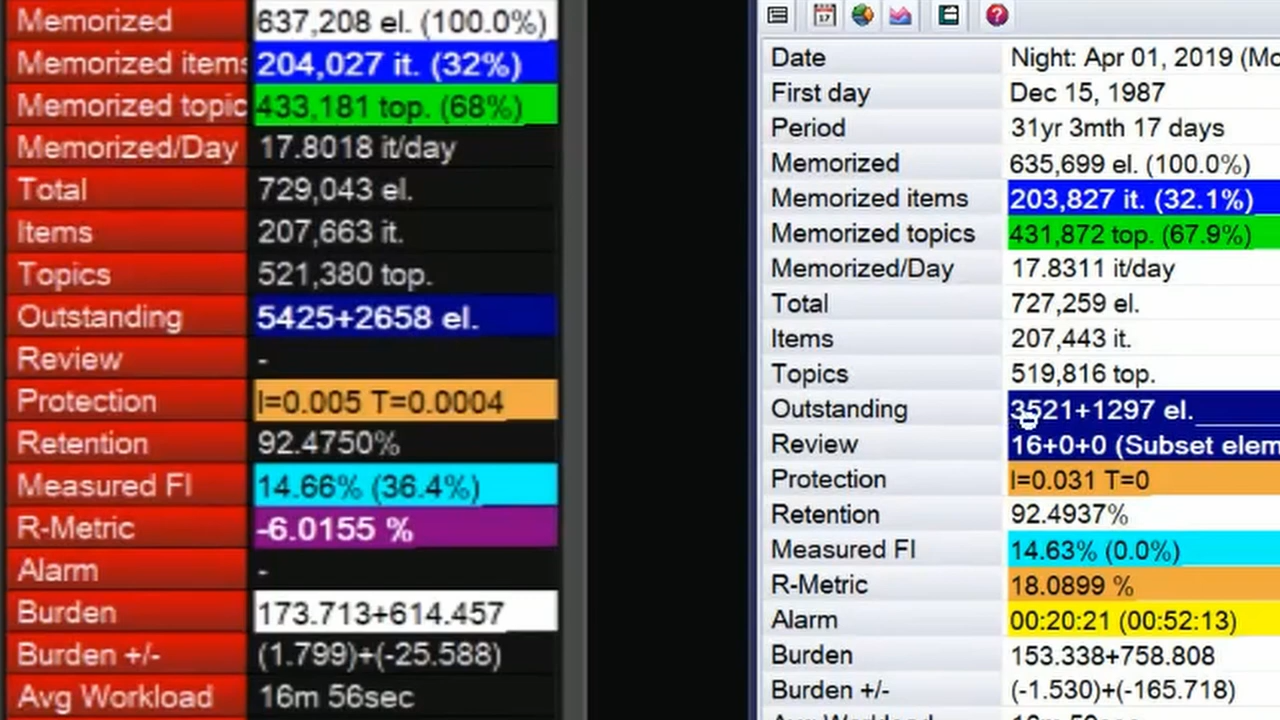 Memorized 637,208 el. (100.0%)
Memorized items 204,027 it. (32%)
Memorized topic 433,181 top. (68%)
Memorized/Day 17.8018 it/day
Total 729,043 el.
Items 207,663 it.
Topics 521,380 top.
Outstanding 5425+2658 el.
Review -
Protection I=0.005 T=0.0004
Retention 92.4750%
Measured FI 14.66% (36.4%)
R-Metric -6.0155 %
Alarm -
Burden 173.713+614.457
Burden +/- (1.799)+(-25.588)
Avg Workload 16m 56sec
17
?
Date Night: Apr 01, 2019 (Mo
First day Dec 15, 1987
Period 31yr 3mth 17 days
Memorized 635,699 el. (100.0%)
Memorized items 203,827 it. (32.1%)
Memorized topics 431,872 top. (67.9%)
Memorized/Day 17.8311 it/day
Total 727,259 el.
Items 207,443 it.
Topics 519,816 top.
Outstanding 3521+1297 el.
Review 16+0+0 (Subset elem
Protection I=0.031 T=0
Retention 92.4937%
Measured FI 14.63% (0.0%)
R-Metric 18.0899 %
Alarm 00:20:21 (00:52:13)
Burden 153.338+758.808
Burden +/- (-1.530)+(-165.718)